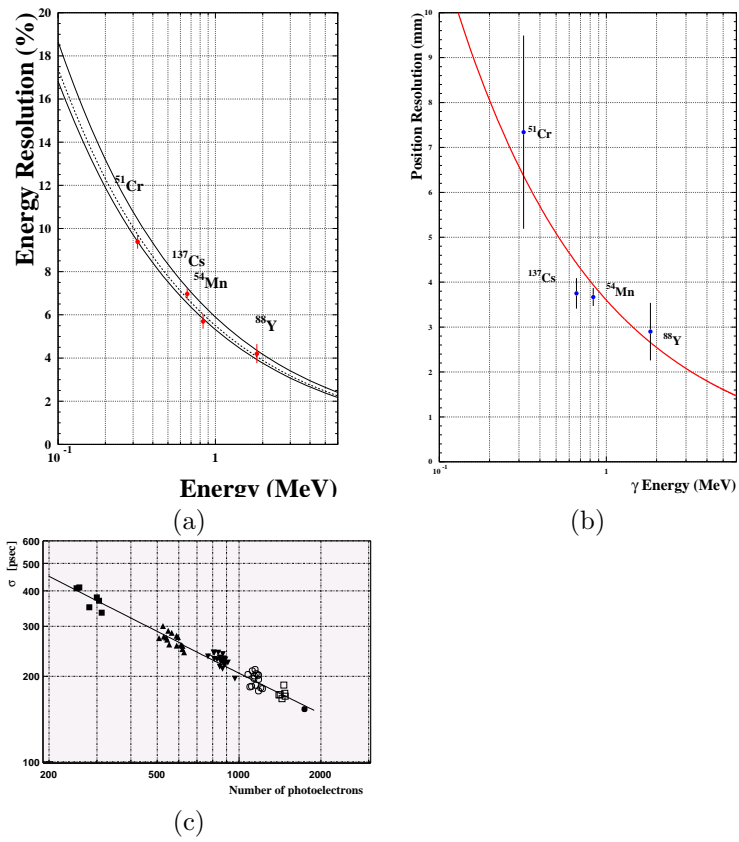 Energy Resolution (%)
20
18
16
14
12
10
8
6
4
2
0
51Cr
137Cs
54Mn
88Y
10-1
1
Energy (MeV)
(a)
Position Resolution (mm)
10
9
8
7
6
5
4
3
2
1
0
51Cr
137Cs
54Mn
88Y
10-1
1
γ Energy (MeV)
(b)
σ [psec]
600
500
400
300
200
100
200
500
1000
2000
Number of photoelectrons
(c)